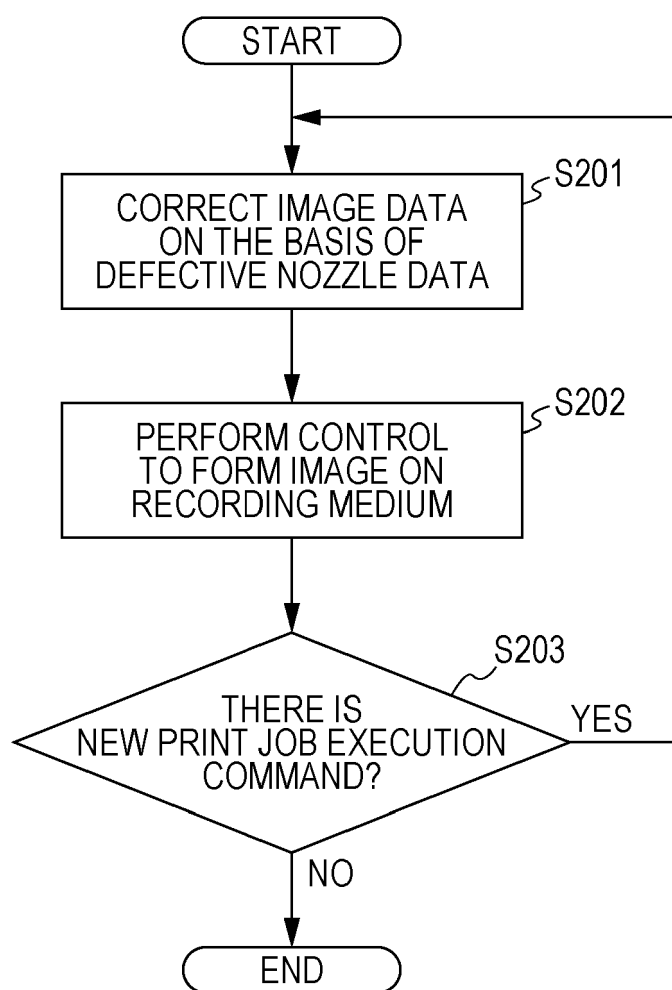 START
S201
CORRECT IMAGE DATA
ON THE BASIS OF
DEFECTIVE NOZZLE DATA
S202
PERFORM CONTROL
TO FORM IMAGE ON
RECORDING MEDIUM
S203
THERE IS
NEW PRINT JOB EXECUTION
COMMAND?
YES
NO
END